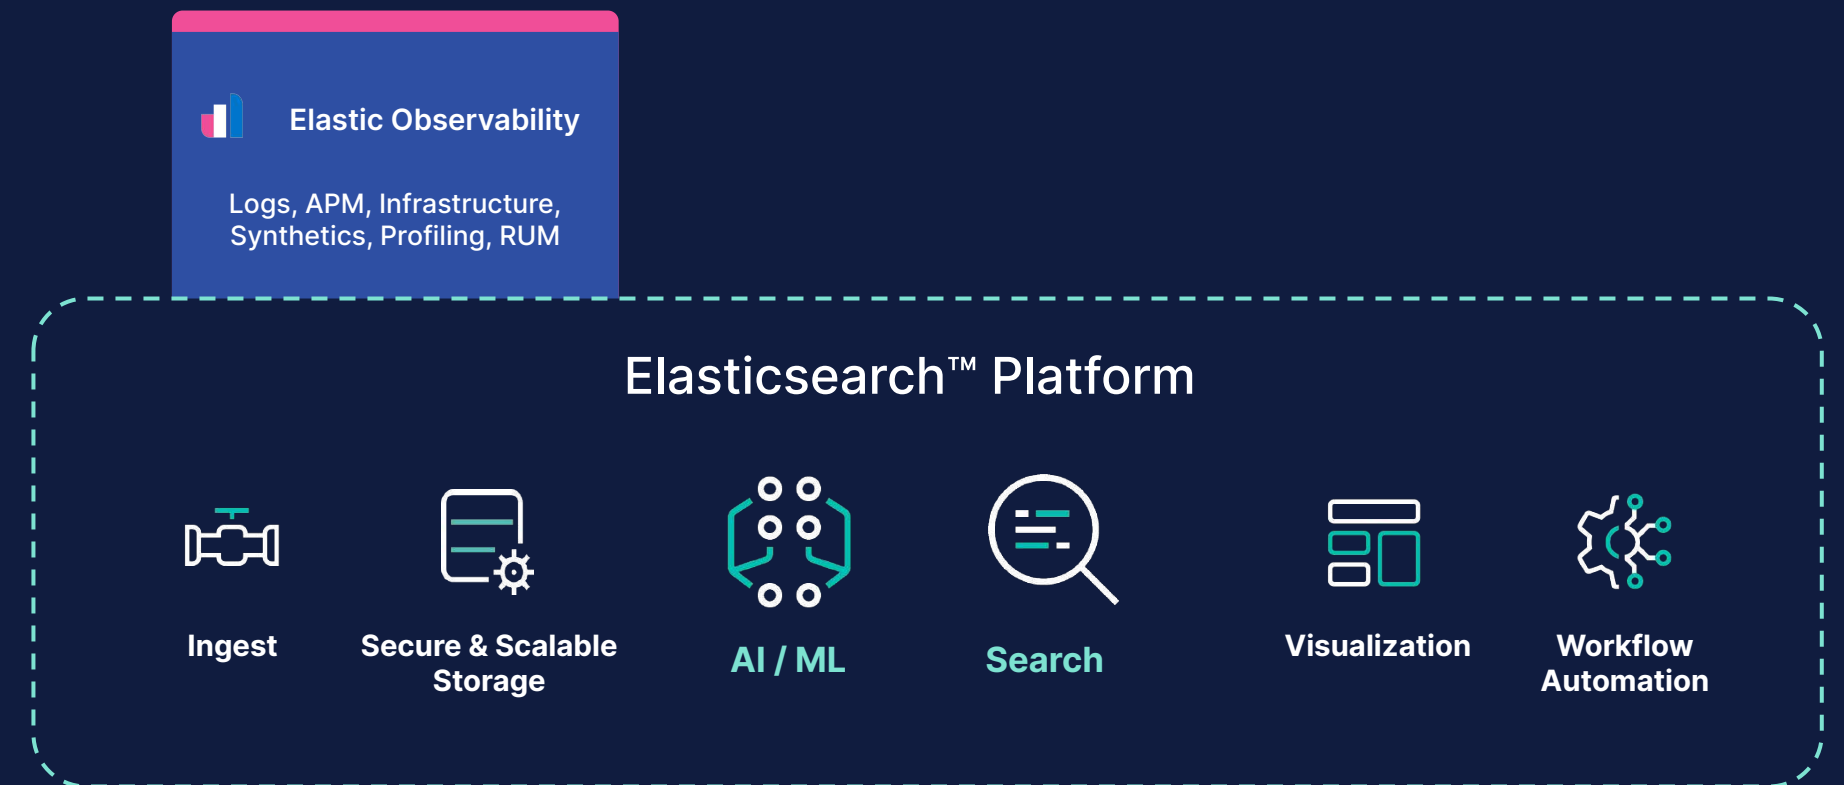 Elastic Observability
Logs, APM, Infrastructure,
Synthetics, Profiling, RUM
Elasticsearch™ Platform
Ingest
Secure & Scalable
Storage
AI / ML
Search
Visualization
Workflow
Automation